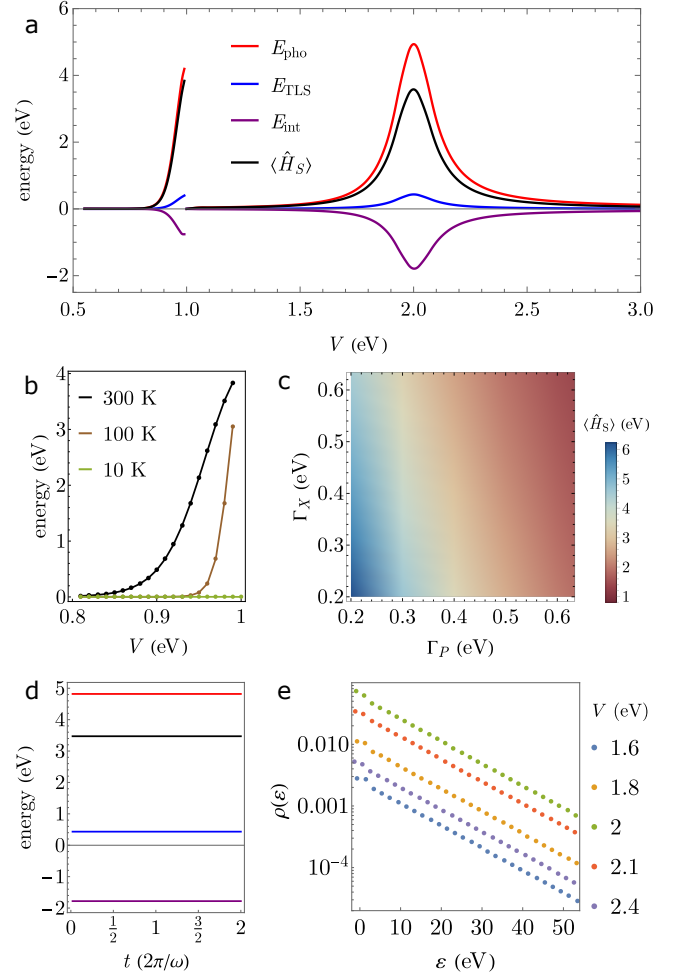 a
energy (eV)
6
4
2
0
−2
E_pho
E_TLS
E_int
⟨Ĥ_S⟩
0.5 1.0 1.5 2.0 2.5 3.0
V (eV)
b
energy (eV)
4
3
2
1
0
300 K
100 K
10 K
0.8 0.9 1
V (eV)
c
Γ_X (eV)
0.6
0.5
0.4
0.3
0.2
0.2 0.3 0.4 0.5 0.6
Γ_P (eV)
⟨Ĥ_S⟩ (eV)
6
5
4
3
2
1
d
energy (eV)
5
4
3
2
1
0
−1
−2
0 1/2 1 3/2 2
t (2π/ω)
e
ρ(ε)
0.010
0.001
10⁻⁴
0 10 20 30 40 50
ε (eV)
V (eV)
1.6
1.8
2
2.1
2.4